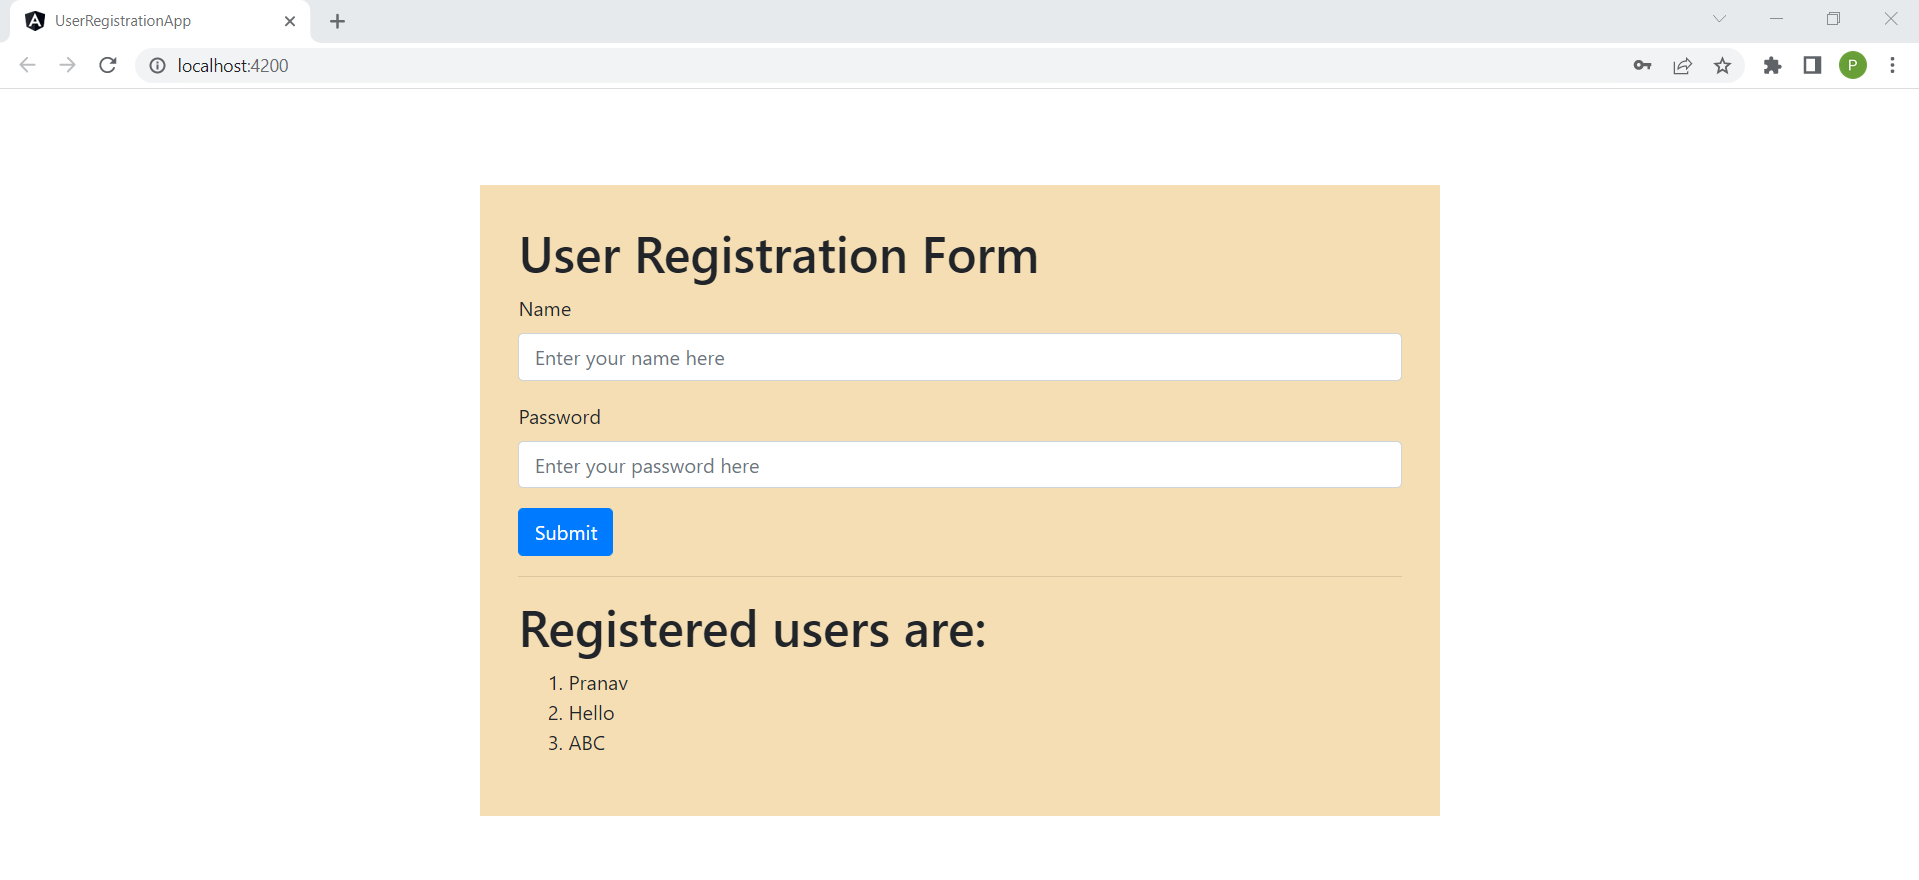 UserRegistrationApp
localhost:4200
P
User Registration Form
Name
Enter your name here
Password
Enter your password here
Submit
Registered users are:
1. Pranav
2. Hello
3. ABC